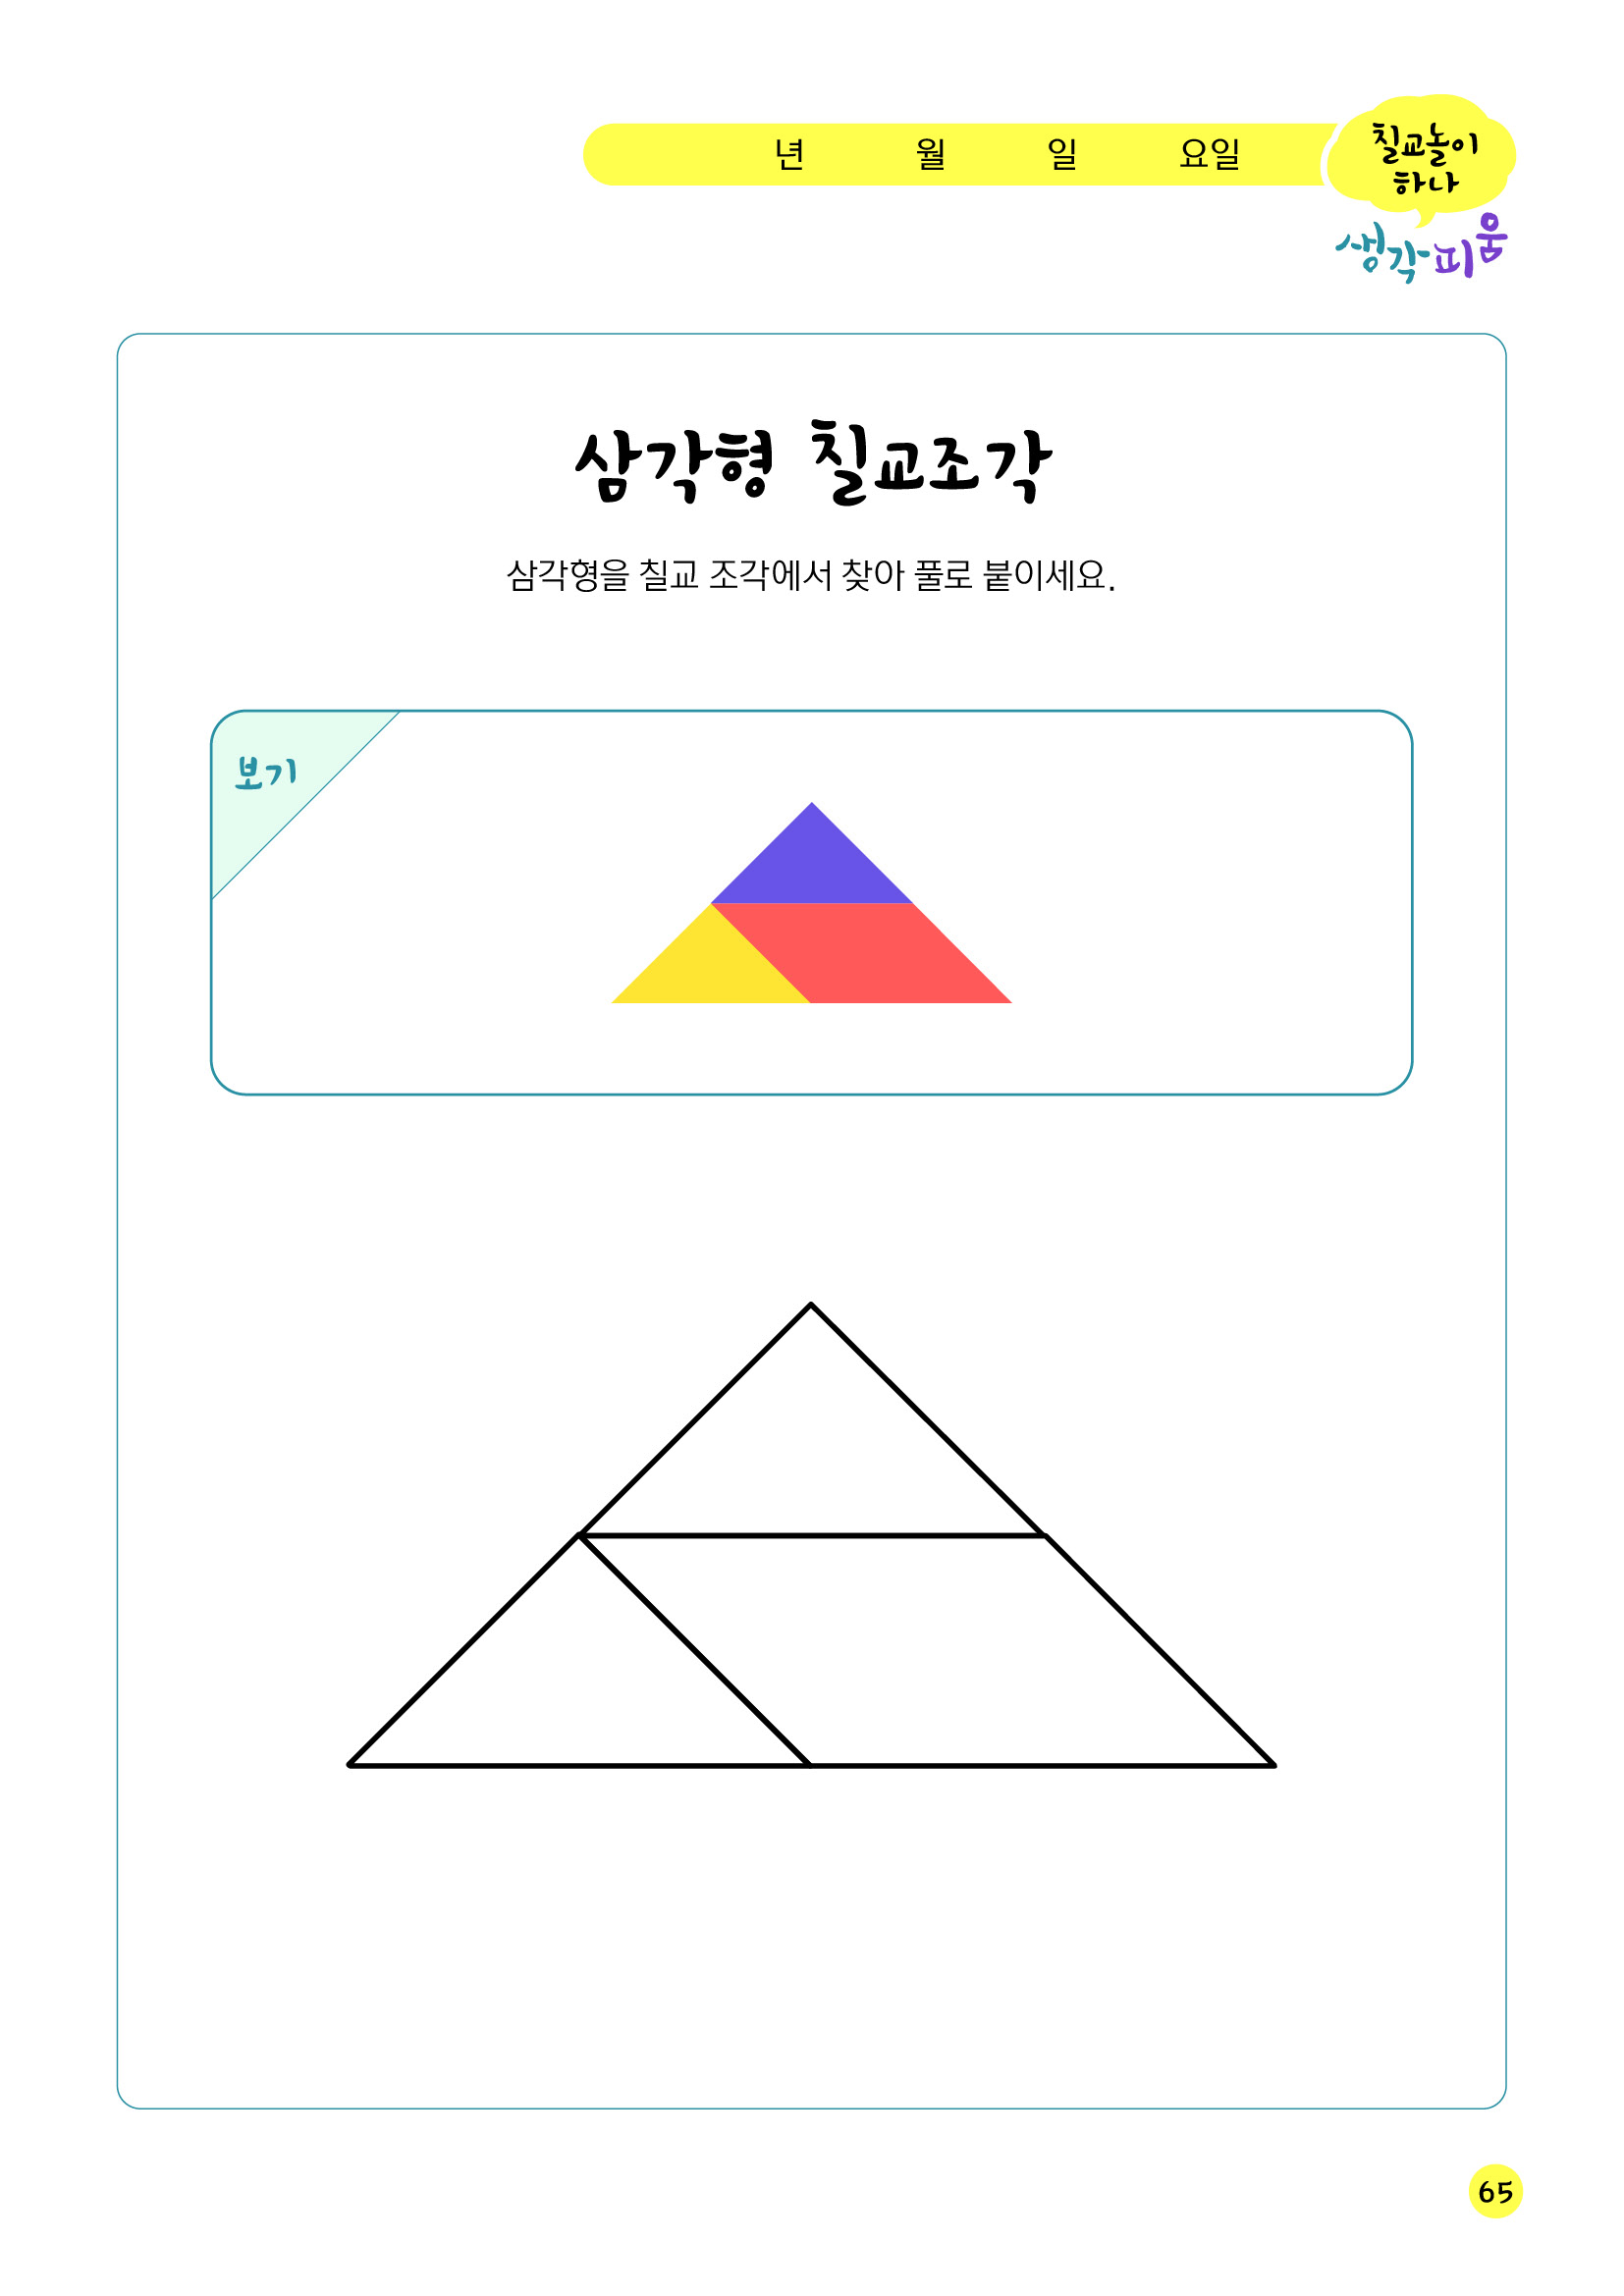 년 월 일 요일
칠교놀이
하나
생각피움
삼각형 칠교조각
삼각형을 칠교 조각에서 찾아 풀로 붙이세요.
보기
65